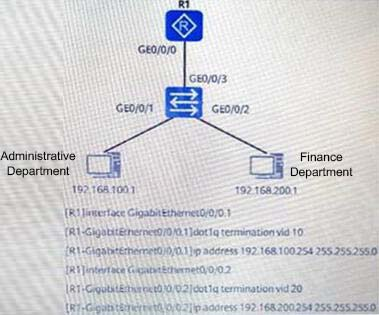 R1
R
GE0/0/0
GE0/0/3
GE0/0/1
GE0/0/2
Administrative
Department
Finance
Department
192.168.100.1
192.168.200.1
[R1]interface GigabitEthernet0/0/0.1
[R1-GigabitEthernet0/0/0.1]dot1q termination vid 10
[R1-GigabitEthernet0/0/0.1]ip address 192.168.100.254 255.255.255.0
[R1]interface GigabitEthernet0/0/0.2
[R1-GigabitEthernet0/0/0.2]dot1q termination vid 20
[R1-GigabitEthernet0/0/0.2]ip address 192.168.200.254 255.255.255.0